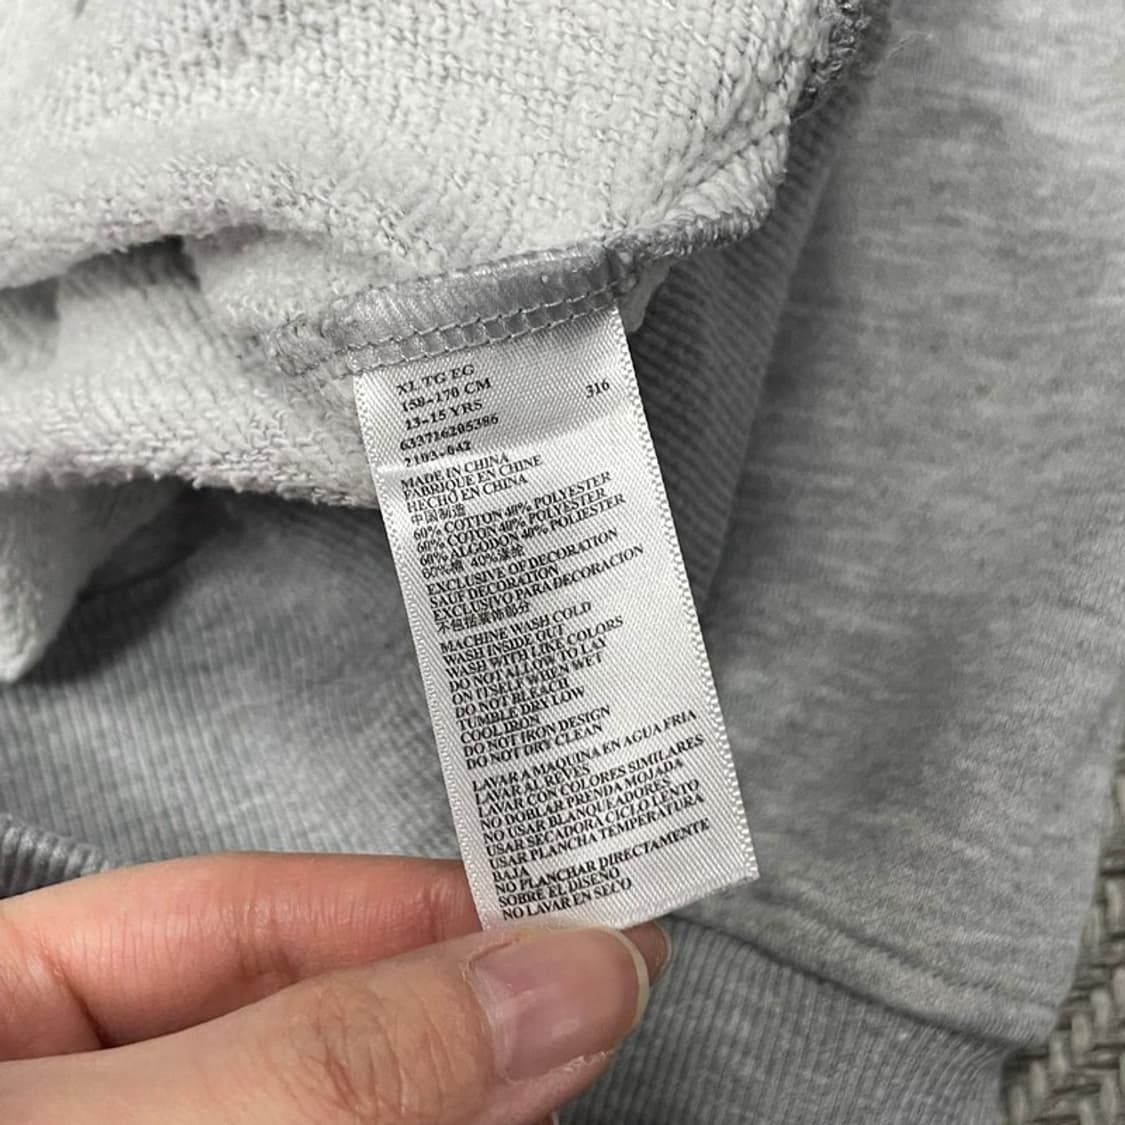 XL TG EG
158-170 CM
13-15 YRS
316
633716205386
2103-042
MADE IN CHINA
FABRIQUE EN CHINE
HECHO EN CHINA
中国制造
60% COTTON 40% POLYESTER
60% COTON 40% POLYESTER
60% ALGODON 40% POLIESTER
60%棉 40%涤纶
EXCLUSIVE OF DECORATION
SAUF DECORATION
EXCLUSIVO PARA DECORACION
不包括装饰部分
MACHINE WASH COLD
WASH INSIDE OUT
WASH WITH LIKE COLORS
DO NOT ALLOW TO LAY
ON ITSELF WHEN WET
DO NOT BLEACH
TUMBLE DRY LOW
COOL IRON
DO NOT IRON DESIGN
DO NOT DRY CLEAN
LAVAR A MAQUINA EN AGUA FRIA
LAVAR AL REVES
LAVAR CON COLORES SIMILARES
NO DOBLAR PRENDA MOJADA
NO USAR BLANQUEADORES
USAR SECADORA CICLO LENTO
USAR PLANCHA TEMPERATURA
BAJA
NO PLANCHAR DIRECTAMENTE
SOBRE EL DISENO
NO LAVAR EN SECO